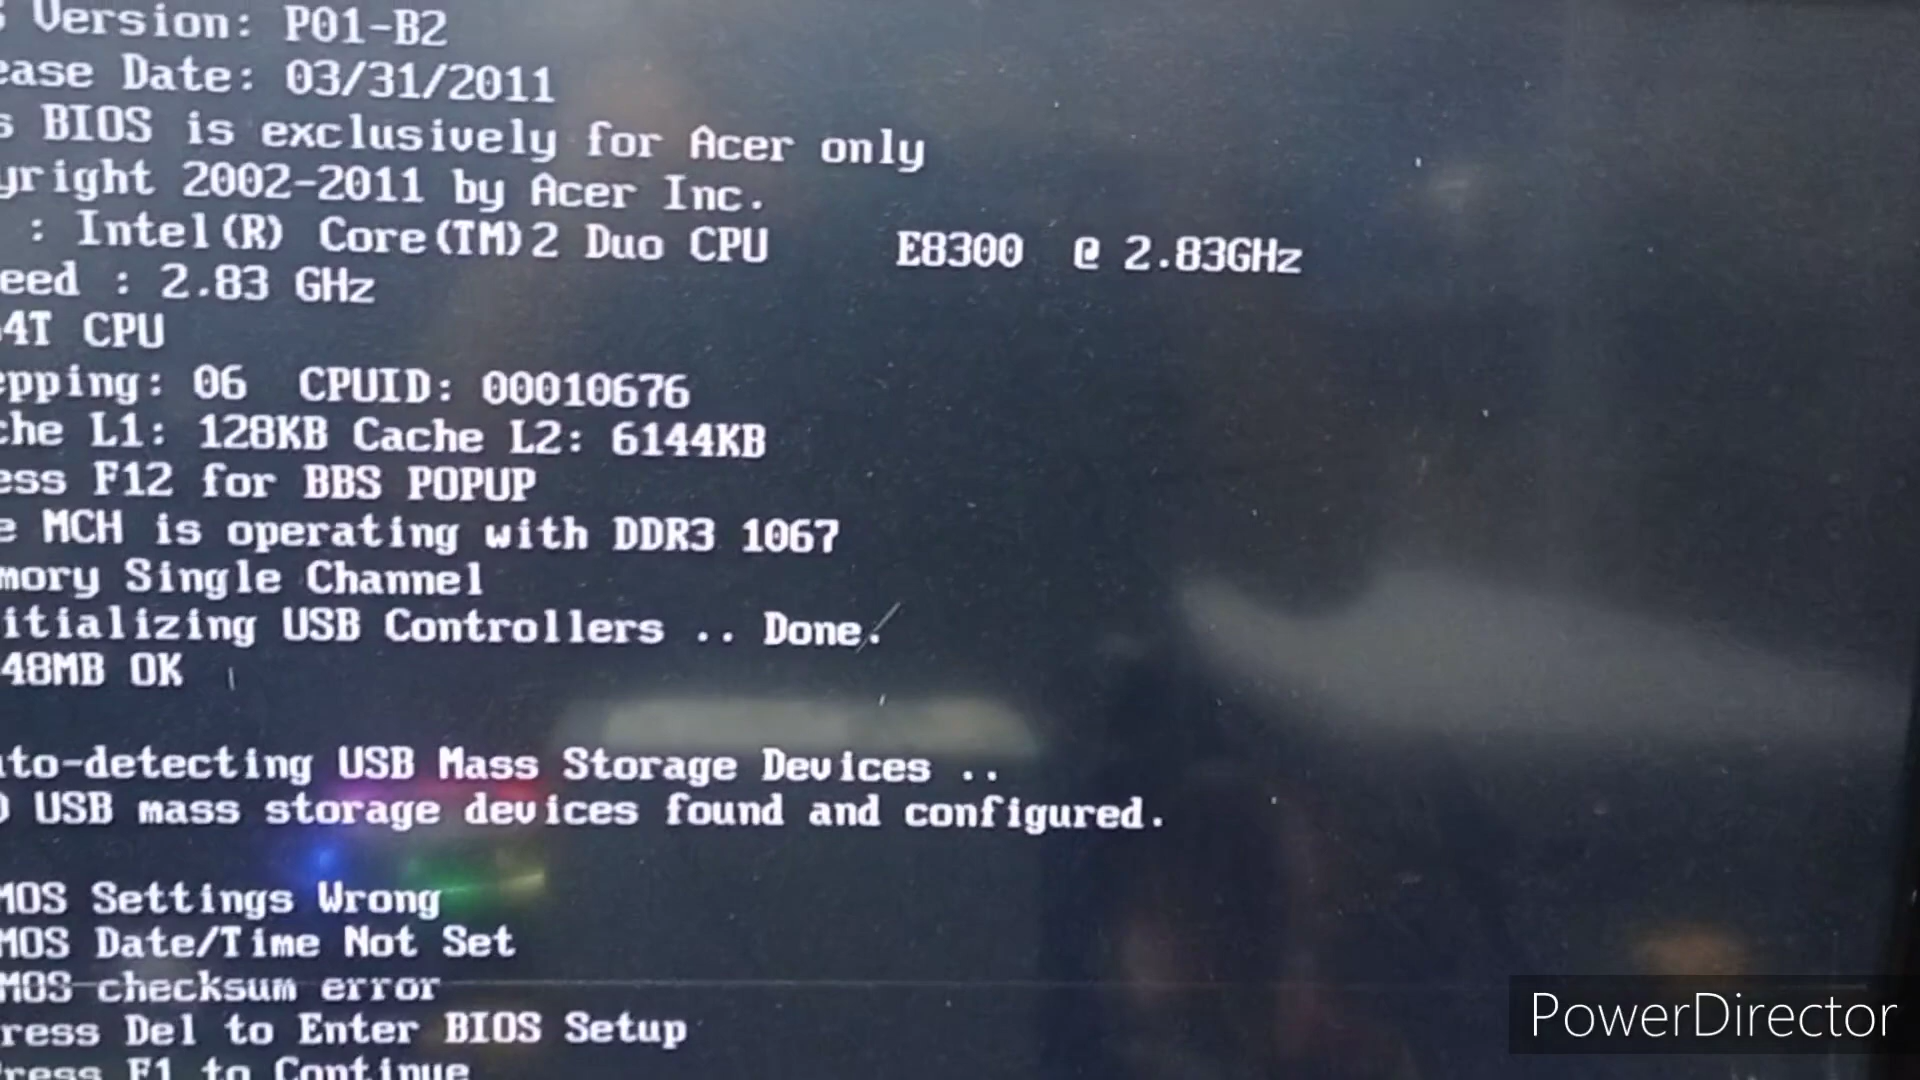 Version: P01-B2
ease Date: 03/31/2011
s BIOS is exclusively for Acer only
yright 2002-2011 by Acer Inc.
: Intel(R) Core(TM)2 Duo CPU E8300 @ 2.83GHz
eed : 2.83 GHz
4T CPU
epping: 06 CPUID: 00010676
che L1: 128KB Cache L2: 6144KB
ess F12 for BBS POPUP
e MCH is operating with DDR3 1067
mory Single Channel
itializing USB Controllers .. Done.
48MB OK
uto-detecting USB Mass Storage Devices ..
0 USB mass storage devices found and configured.
MOS Settings Wrong
MOS Date/Time Not Set
MOS checksum error
ress Del to Enter BIOS Setup
ress F1 to Continue
PowerDirector